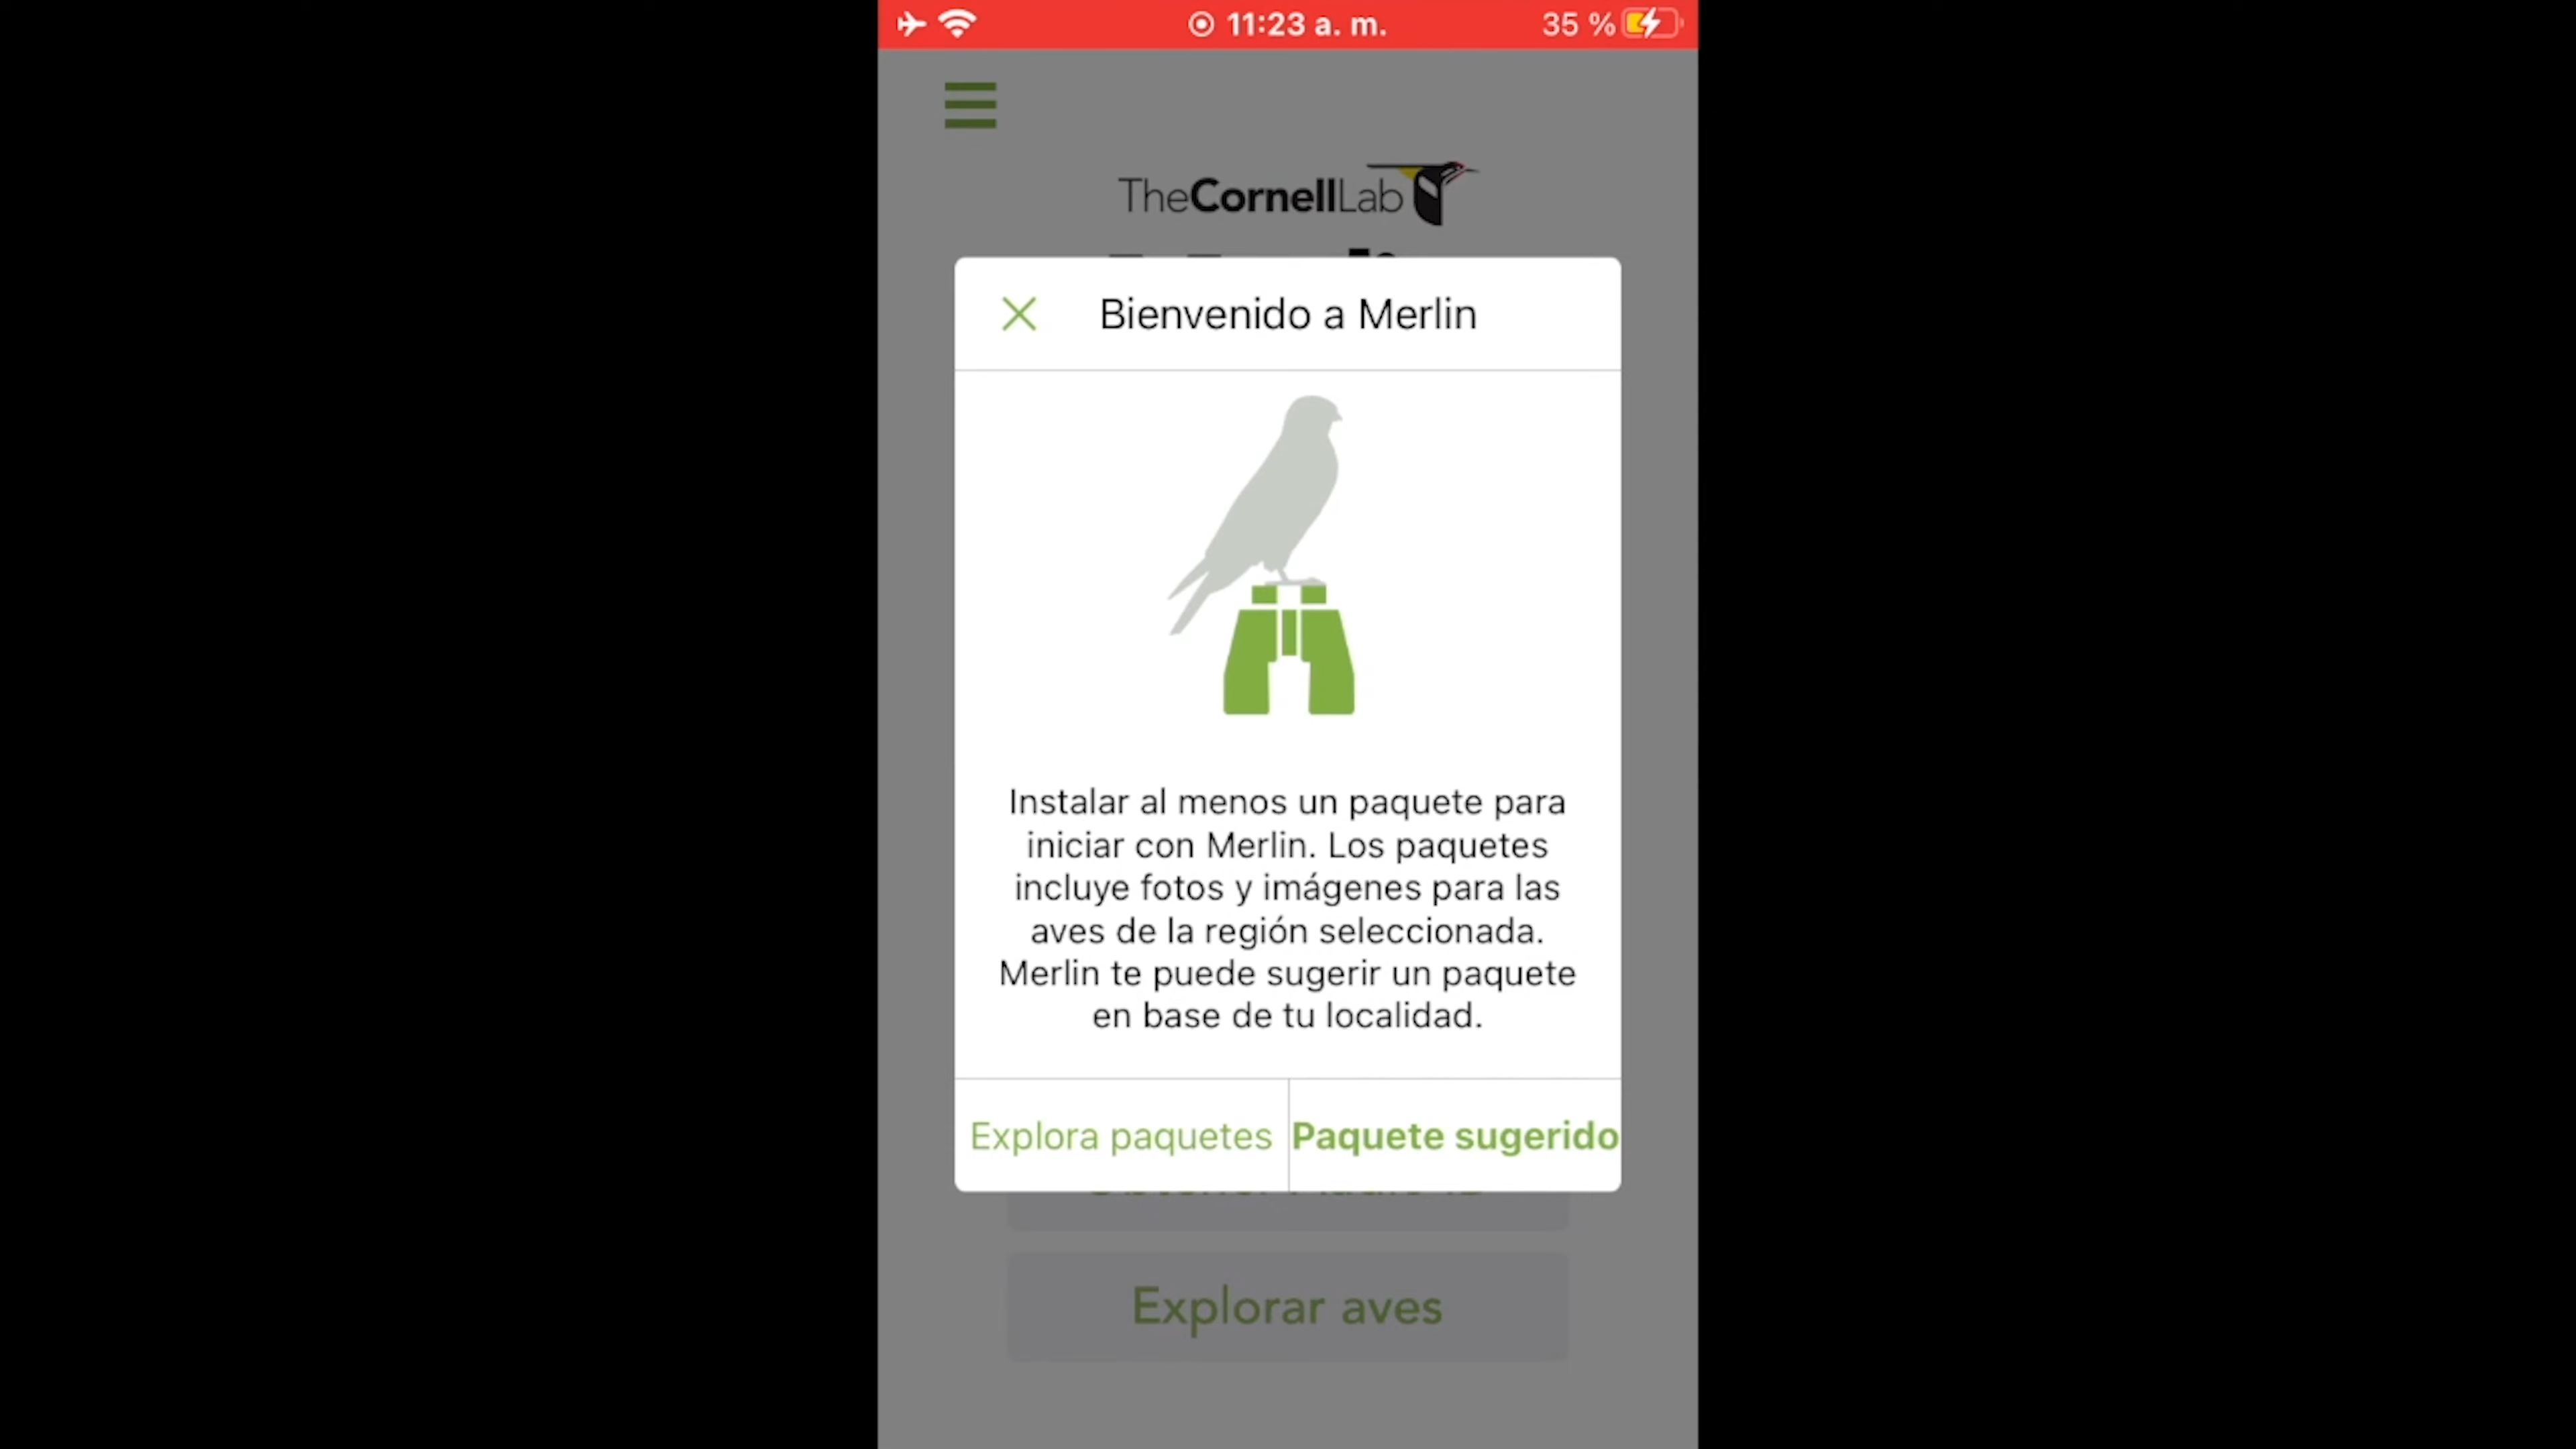 11:23 a. m.
35 %
TheCornellLab
Bienvenido a Merlin
Instalar al menos un paquete para
iniciar con Merlin. Los paquetes
incluye fotos y imágenes para las
aves de la región seleccionada.
Merlin te puede sugerir un paquete
en base de tu localidad.
Explora paquetes
Paquete sugerido
Explorar aves